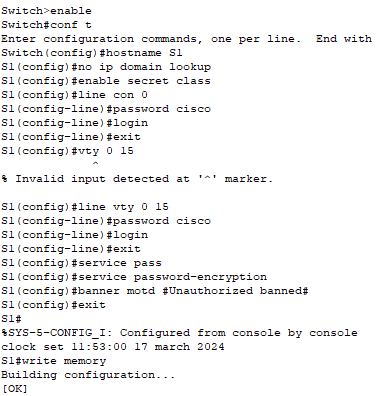 Switch>enable
Switch#conf t
Enter configuration commands, one per line.  End with
Switch(config)#hostname S1
S1(config)#no ip domain lookup
S1(config)#enable secret class
S1(config)#line con 0
S1(config-line)#password cisco
S1(config-line)#login
S1(config-line)#exit
S1(config)#vty 0 15
^
% Invalid input detected at '^' marker.
S1(config)#line vty 0 15
S1(config-line)#password cisco
S1(config-line)#login
S1(config-line)#exit
S1(config)#service pass
S1(config)#service password-encryption
S1(config)#banner motd #Unauthorized banned#
S1(config)#exit
S1#
%SYS-5-CONFIG_I: Configured from console by console
clock set 11:53:00 17 march 2024
S1#write memory
Building configuration...
[OK]